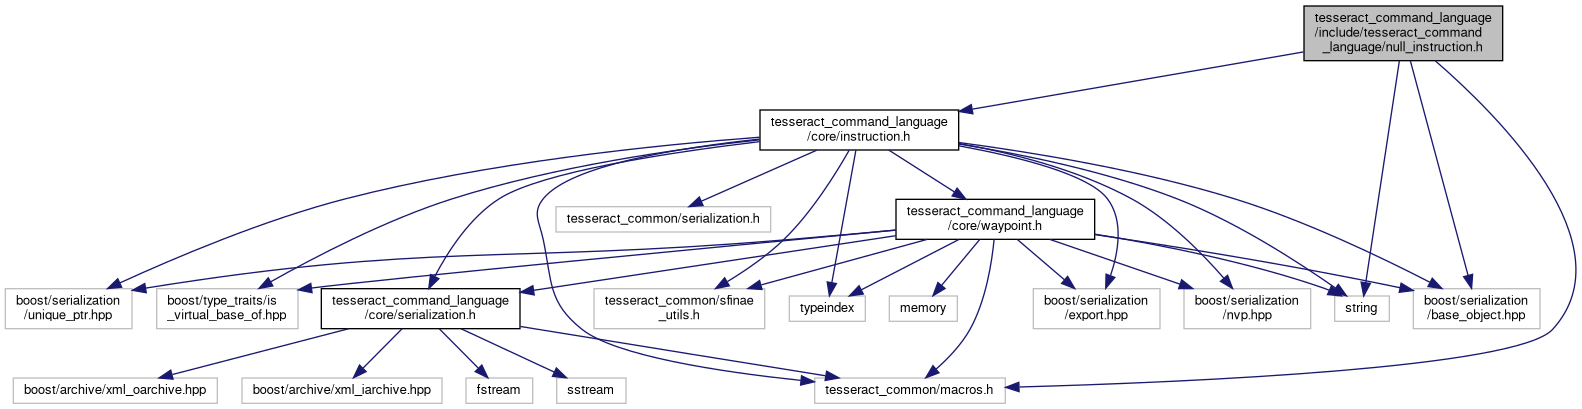 tesseract_command_language
/include/tesseract_command
_language/null_instruction.h
tesseract_command_language
/core/instruction.h
tesseract_common/serialization.h
tesseract_command_language
/core/waypoint.h
boost/serialization
/unique_ptr.hpp
boost/type_traits/is
_virtual_base_of.hpp
tesseract_command_language
/core/serialization.h
tesseract_common/sfinae
_utils.h
typeindex
memory
boost/serialization
/export.hpp
boost/serialization
/nvp.hpp
string
boost/serialization
/base_object.hpp
boost/archive/xml_oarchive.hpp
boost/archive/xml_iarchive.hpp
fstream
sstream
tesseract_common/macros.h